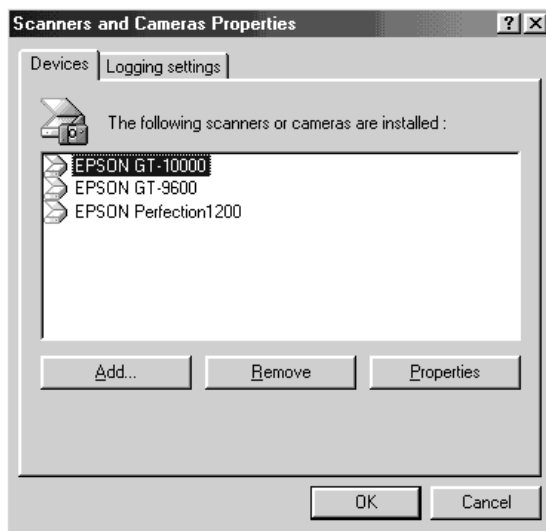 Scanners and Cameras Properties
Devices
Logging settings
The following scanners or cameras are installed :
EPSON GT-10000
EPSON GT-9600
EPSON Perfection1200
Add...
Remove
Properties
OK
Cancel